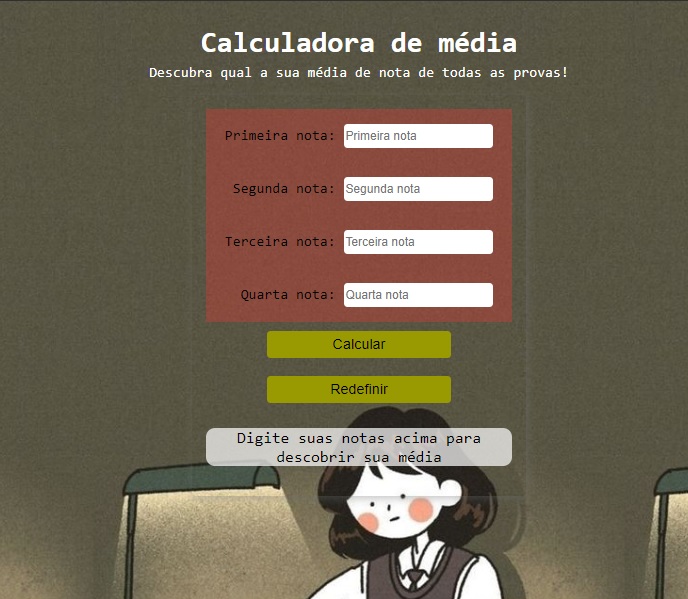 Calculadora de média
Descubra qual a sua média de nota de todas as provas!
Primeira nota: Primeira nota
Segunda nota: Segunda nota
Terceira nota: Terceira nota
Quarta nota: Quarta nota
Calcular
Redefinir
Digite suas notas acima para
descobrir sua média